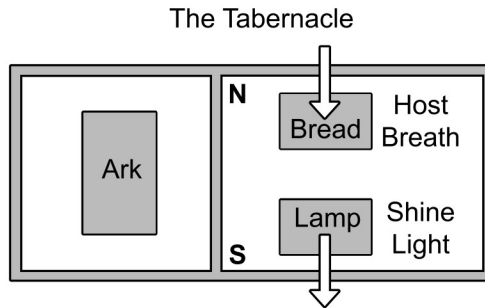 The Tabernacle
N
Bread
Host
Breath
Ark
Lamp
Shine
Light
S